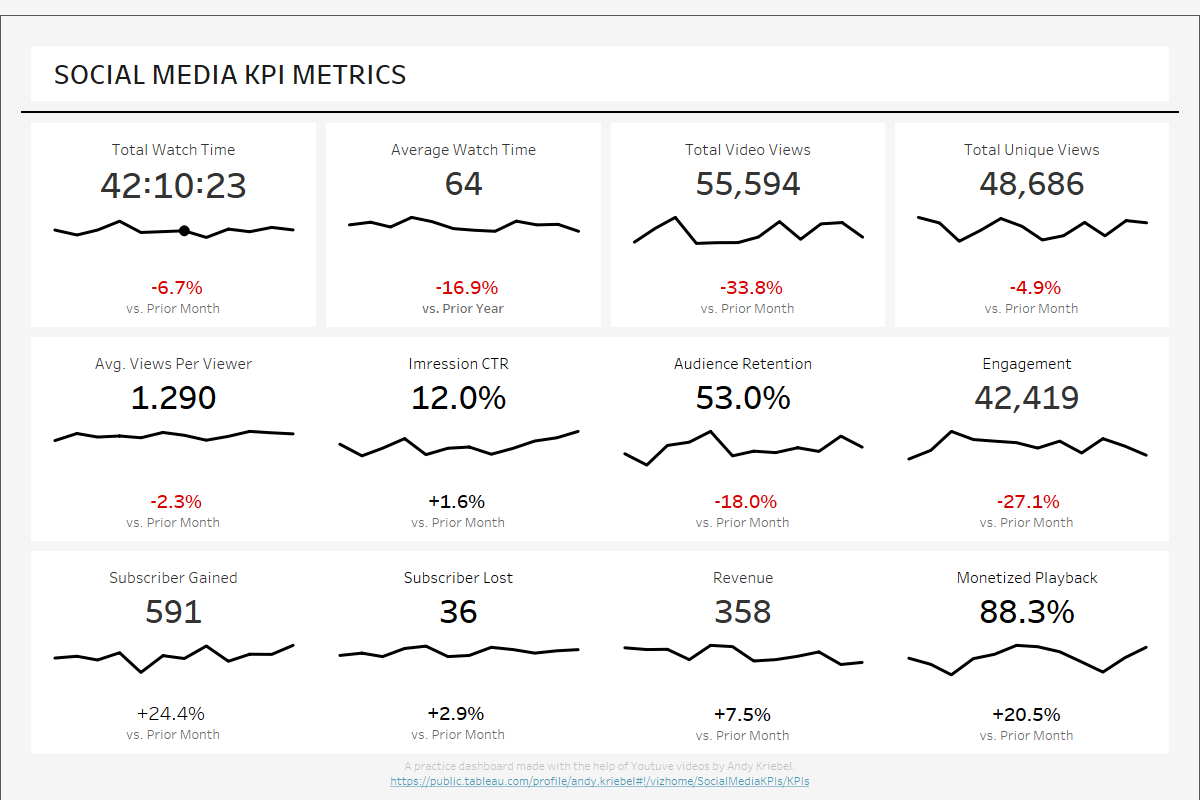 SOCIAL MEDIA KPI METRICS
Total Watch Time
42:10:23
-6.7%
vs. Prior Month
Average Watch Time
64
-16.9%
vs. Prior Year
Total Video Views
55,594
-33.8%
vs. Prior Month
Total Unique Views
48,686
-4.9%
vs. Prior Month
Avg. Views Per Viewer
1.290
-2.3%
vs. Prior Month
Imression CTR
12.0%
+1.6%
vs. Prior Month
Audience Retention
53.0%
-18.0%
vs. Prior Month
Engagement
42,419
-27.1%
vs. Prior Month
Subscriber Gained
591
+24.4%
vs. Prior Month
Subscriber Lost
36
+2.9%
vs. Prior Month
Revenue
358
+7.5%
vs. Prior Month
Monetized Playback
88.3%
+20.5%
vs. Prior Month
A practice dashboard made with the help of Youtuve videos by Andy Kriebel.
https://public.tableau.com/profile/andy.kriebel#!/vizhome/SocialMediaKPIs/KPIs